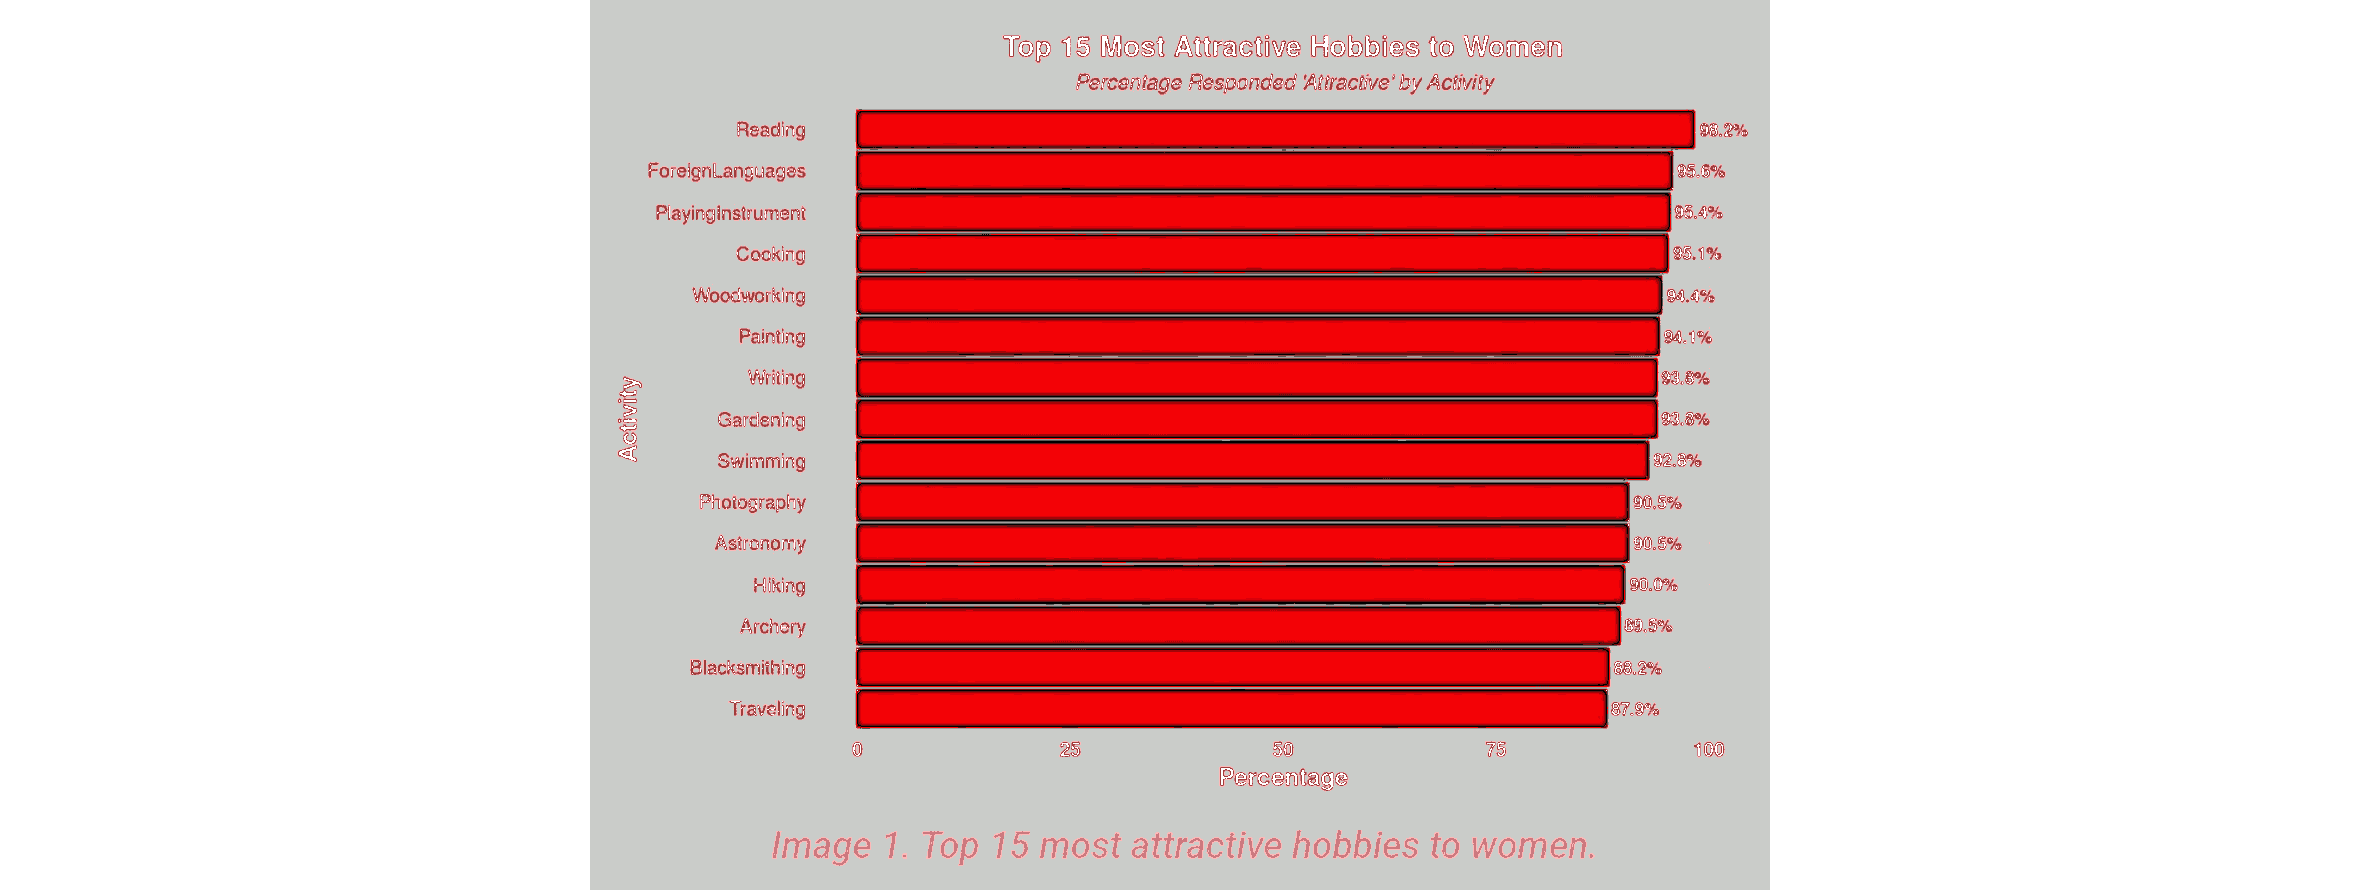 Top 15 Most Attractive Hobbies to Women
Percentage Responded 'Attractive' by Activity
Reading 98.2%
ForeignLanguages 95.6%
PlayingInstrument 95.4%
Cooking 95.1%
Woodworking 94.4%
Painting 94.1%
Writing 93.8%
Gardening 93.8%
Swimming 92.8%
Photography 90.5%
Astronomy 90.5%
Hiking 90.0%
Archery 89.5%
Blacksmithing 88.2%
Traveling 87.9%
Activity
0 25 50 75 100
Percentage
Image 1. Top 15 most attractive hobbies to women.